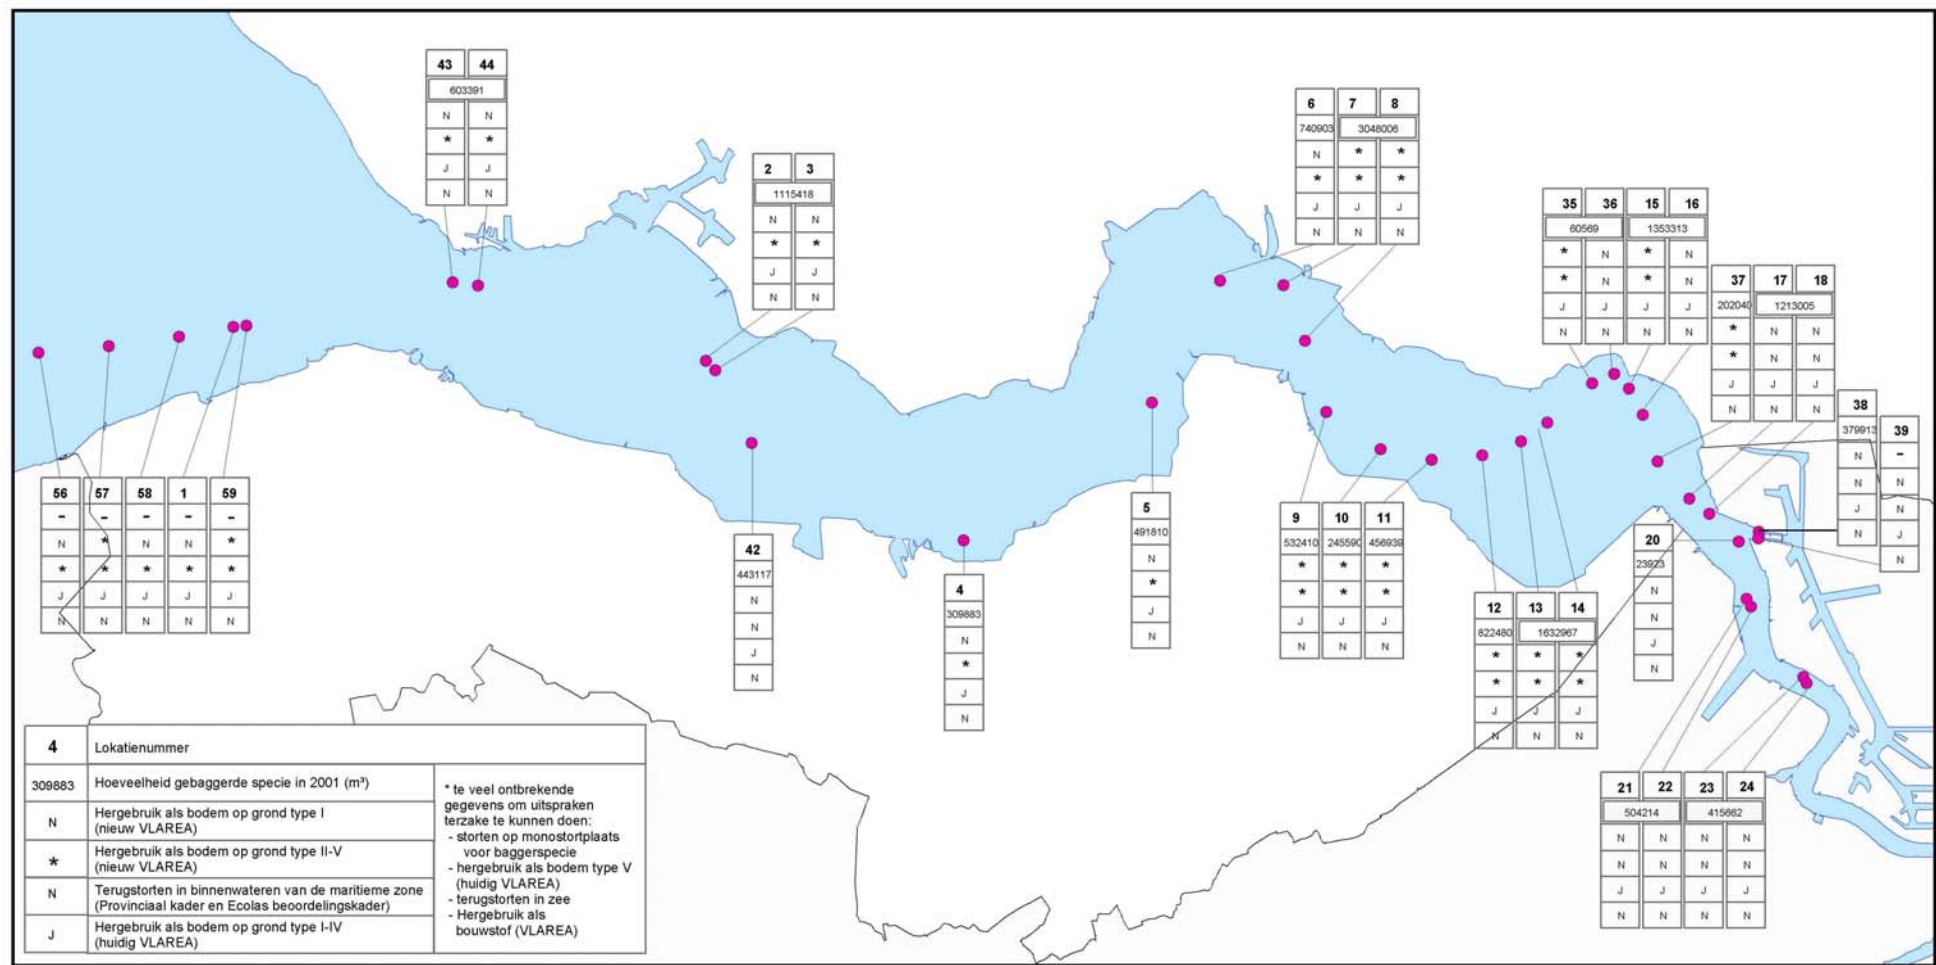 43 44
603391
N N
* *
J J
N N
2 3
1115418
N N
* *
J J
N N
6 7 8
740903 3048006
N * *
* * *
J J J
N N N
35 36 15 16
60569 1353313
* N * N
* N * N
J J J J
N N N N
37 17 18
202040 1213005
* N N
* N N
J J J
N N N
38
379913
N
N
J
N
39
-
N
N
J
N
56 57 58 1 59
- - - - -
N * N N *
* * * * *
J J J J J
N N N N N
42
443117
N
N
J
N
4
309883
N
*
J
N
5
491810
N
*
J
N
9 10 11
532410 245590 456939
* * *
* * *
J J J
N N N
12 13 14
822480 1632967
* * *
* * *
J J J
N N N
20
23923
N
N
J
N
21 22 23 24
504214 415662
N N N N
N N N N
J J J J
N N N N
4 Lokatienummer
309883 Hoeveelheid gebaggerde specie in 2001 (m³)
N Hergebruik als bodem op grond type I
(nieuw VLAREA)
* Hergebruik als bodem op grond type II-V
(nieuw VLAREA)
N Terugstorten in binnenwateren van de maritieme zone
(Provinciaal kader en Ecolas beoordelingskader)
J Hergebruik als bodem op grond type I-IV
(huidig VLAREA)
* te veel ontbrekende
gegevens om uitspraken
terzake te kunnen doen:
- storten op monostortplaats
voor baggerspecie
- hergebruik als bodem type V
(huidig VLAREA)
- terugstorten in zee
- Hergebruik als
bouwstof (VLAREA)